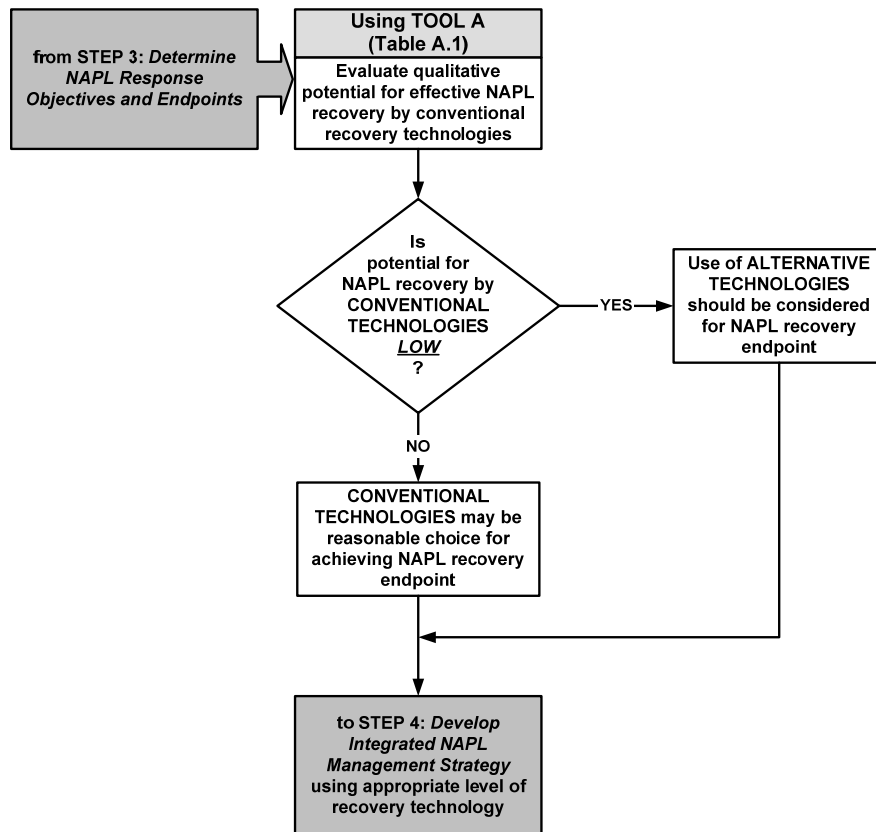 from STEP 3: Determine
NAPL Response
Objectives and Endpoints
Using TOOL A
(Table A.1)
Evaluate qualitative
potential for effective NAPL
recovery by conventional
recovery technologies
Is
potential for
NAPL recovery by
CONVENTIONAL
TECHNOLOGIES
LOW
?
YES
Use of ALTERNATIVE
TECHNOLOGIES
should be considered
for NAPL recovery
endpoint
NO
CONVENTIONAL
TECHNOLOGIES may be
reasonable choice for
achieving NAPL recovery
endpoint
to STEP 4: Develop
Integrated NAPL
Management Strategy
using appropriate level of
recovery technology